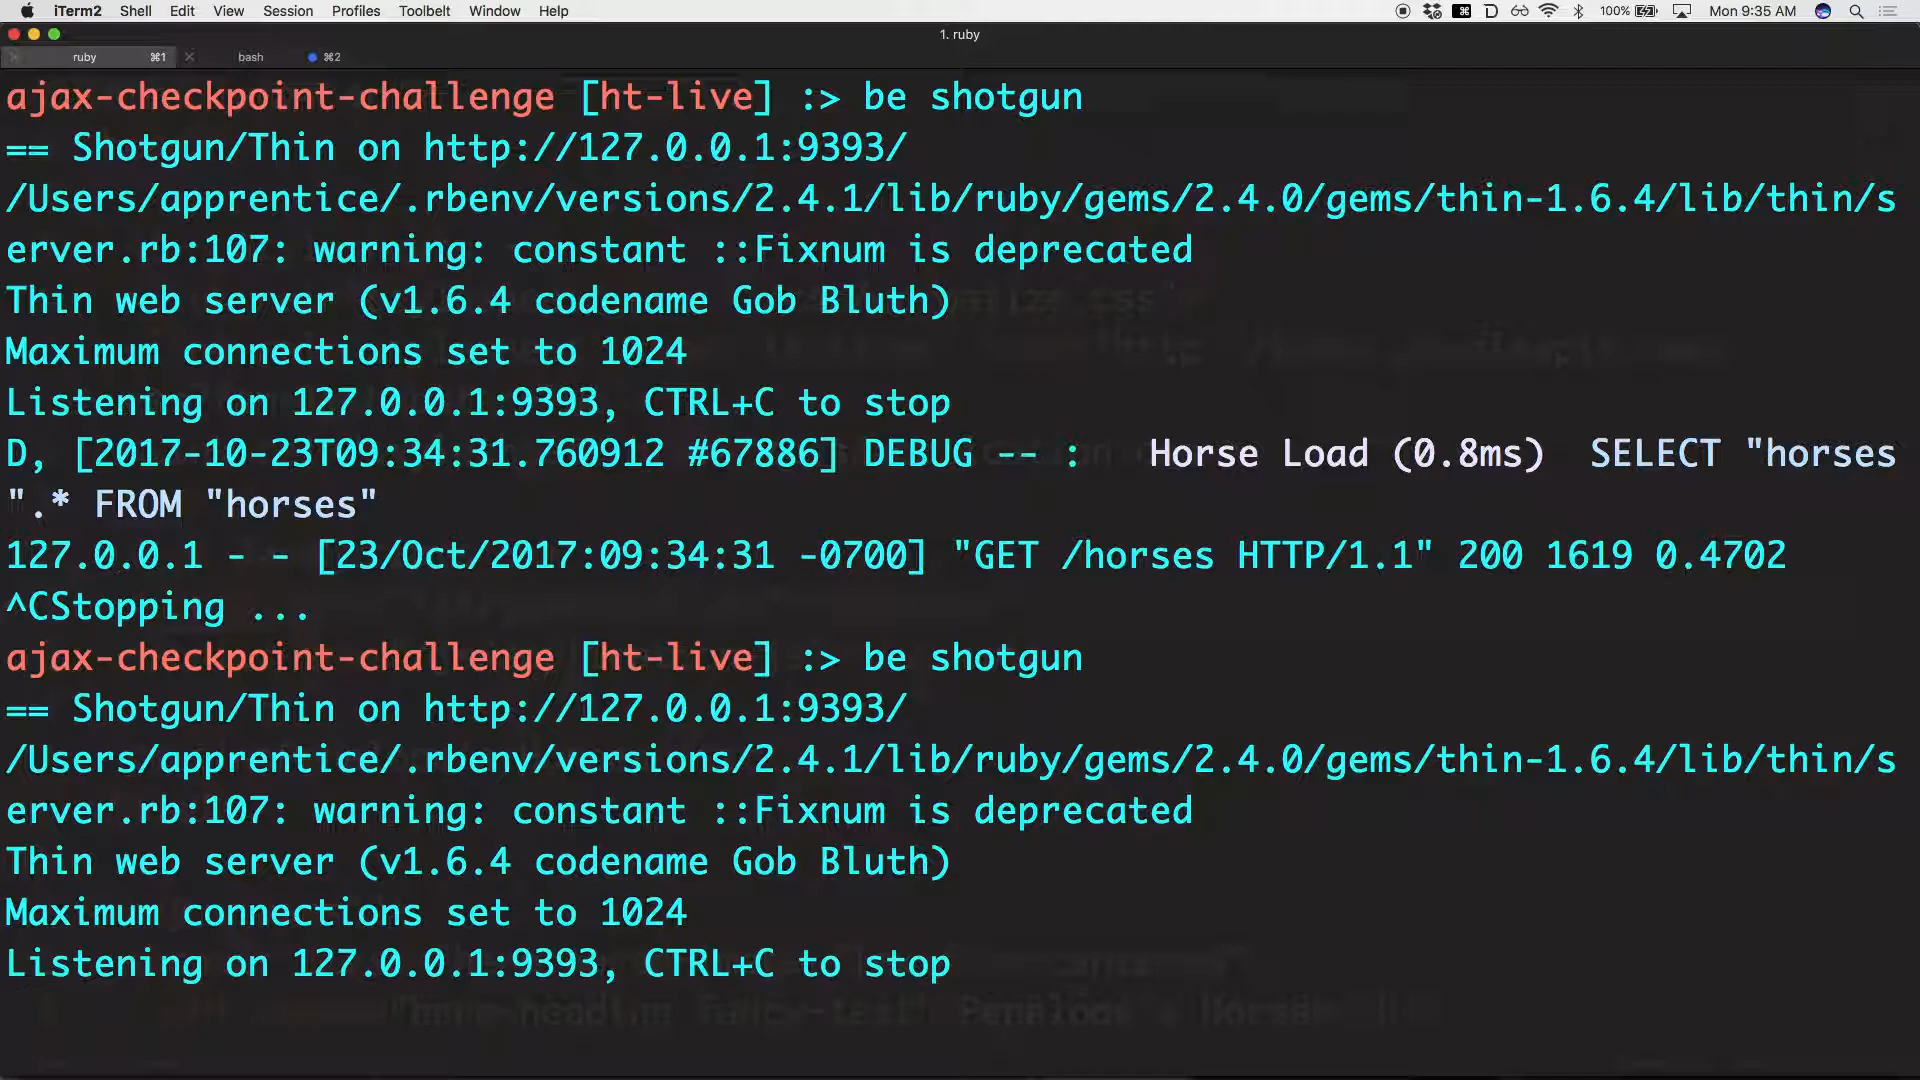 iTerm2 Shell Edit View Session Profiles Toolbelt Window Help 100% Mon 9:35 AM
1. ruby
ruby ⌘1 bash ⌘2
ajax-checkpoint-challenge [ht-live] :> be shotgun
== Shotgun/Thin on http://127.0.0.1:9393/
/Users/apprentice/.rbenv/versions/2.4.1/lib/ruby/gems/2.4.0/gems/thin-1.6.4/lib/thin/s
erver.rb:107: warning: constant ::Fixnum is deprecated
Thin web server (v1.6.4 codename Gob Bluth)
Maximum connections set to 1024
Listening on 127.0.0.1:9393, CTRL+C to stop
D, [2017-10-23T09:34:31.760912 #67886] DEBUG -- :   Horse Load (0.8ms)  SELECT "horses
".* FROM "horses"
127.0.0.1 - - [23/Oct/2017:09:34:31 -0700] "GET /horses HTTP/1.1" 200 1619 0.4702
^CStopping ...
ajax-checkpoint-challenge [ht-live] :> be shotgun
== Shotgun/Thin on http://127.0.0.1:9393/
/Users/apprentice/.rbenv/versions/2.4.1/lib/ruby/gems/2.4.0/gems/thin-1.6.4/lib/thin/s
erver.rb:107: warning: constant ::Fixnum is deprecated
Thin web server (v1.6.4 codename Gob Bluth)
Maximum connections set to 1024
Listening on 127.0.0.1:9393, CTRL+C to stop